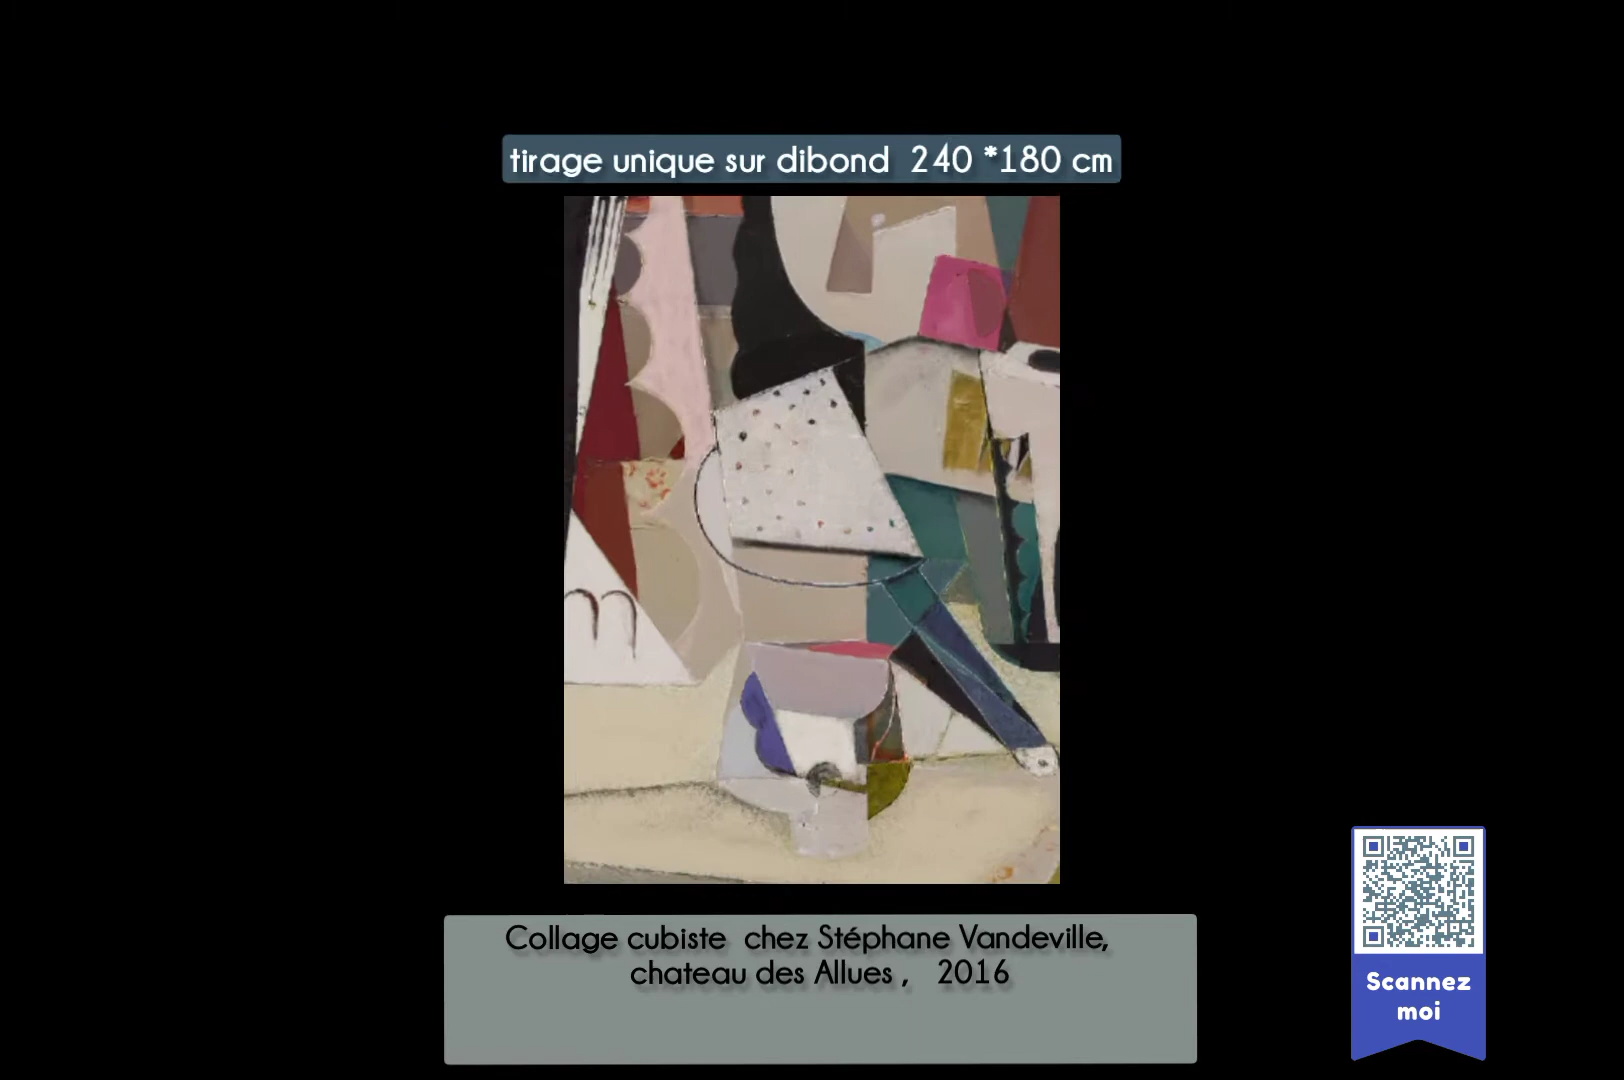 tirage unique sur dibond 240 *180 cm
Collage cubiste chez Stéphane Vandeville,
chateau des Allues , 2016
Scannez
moi